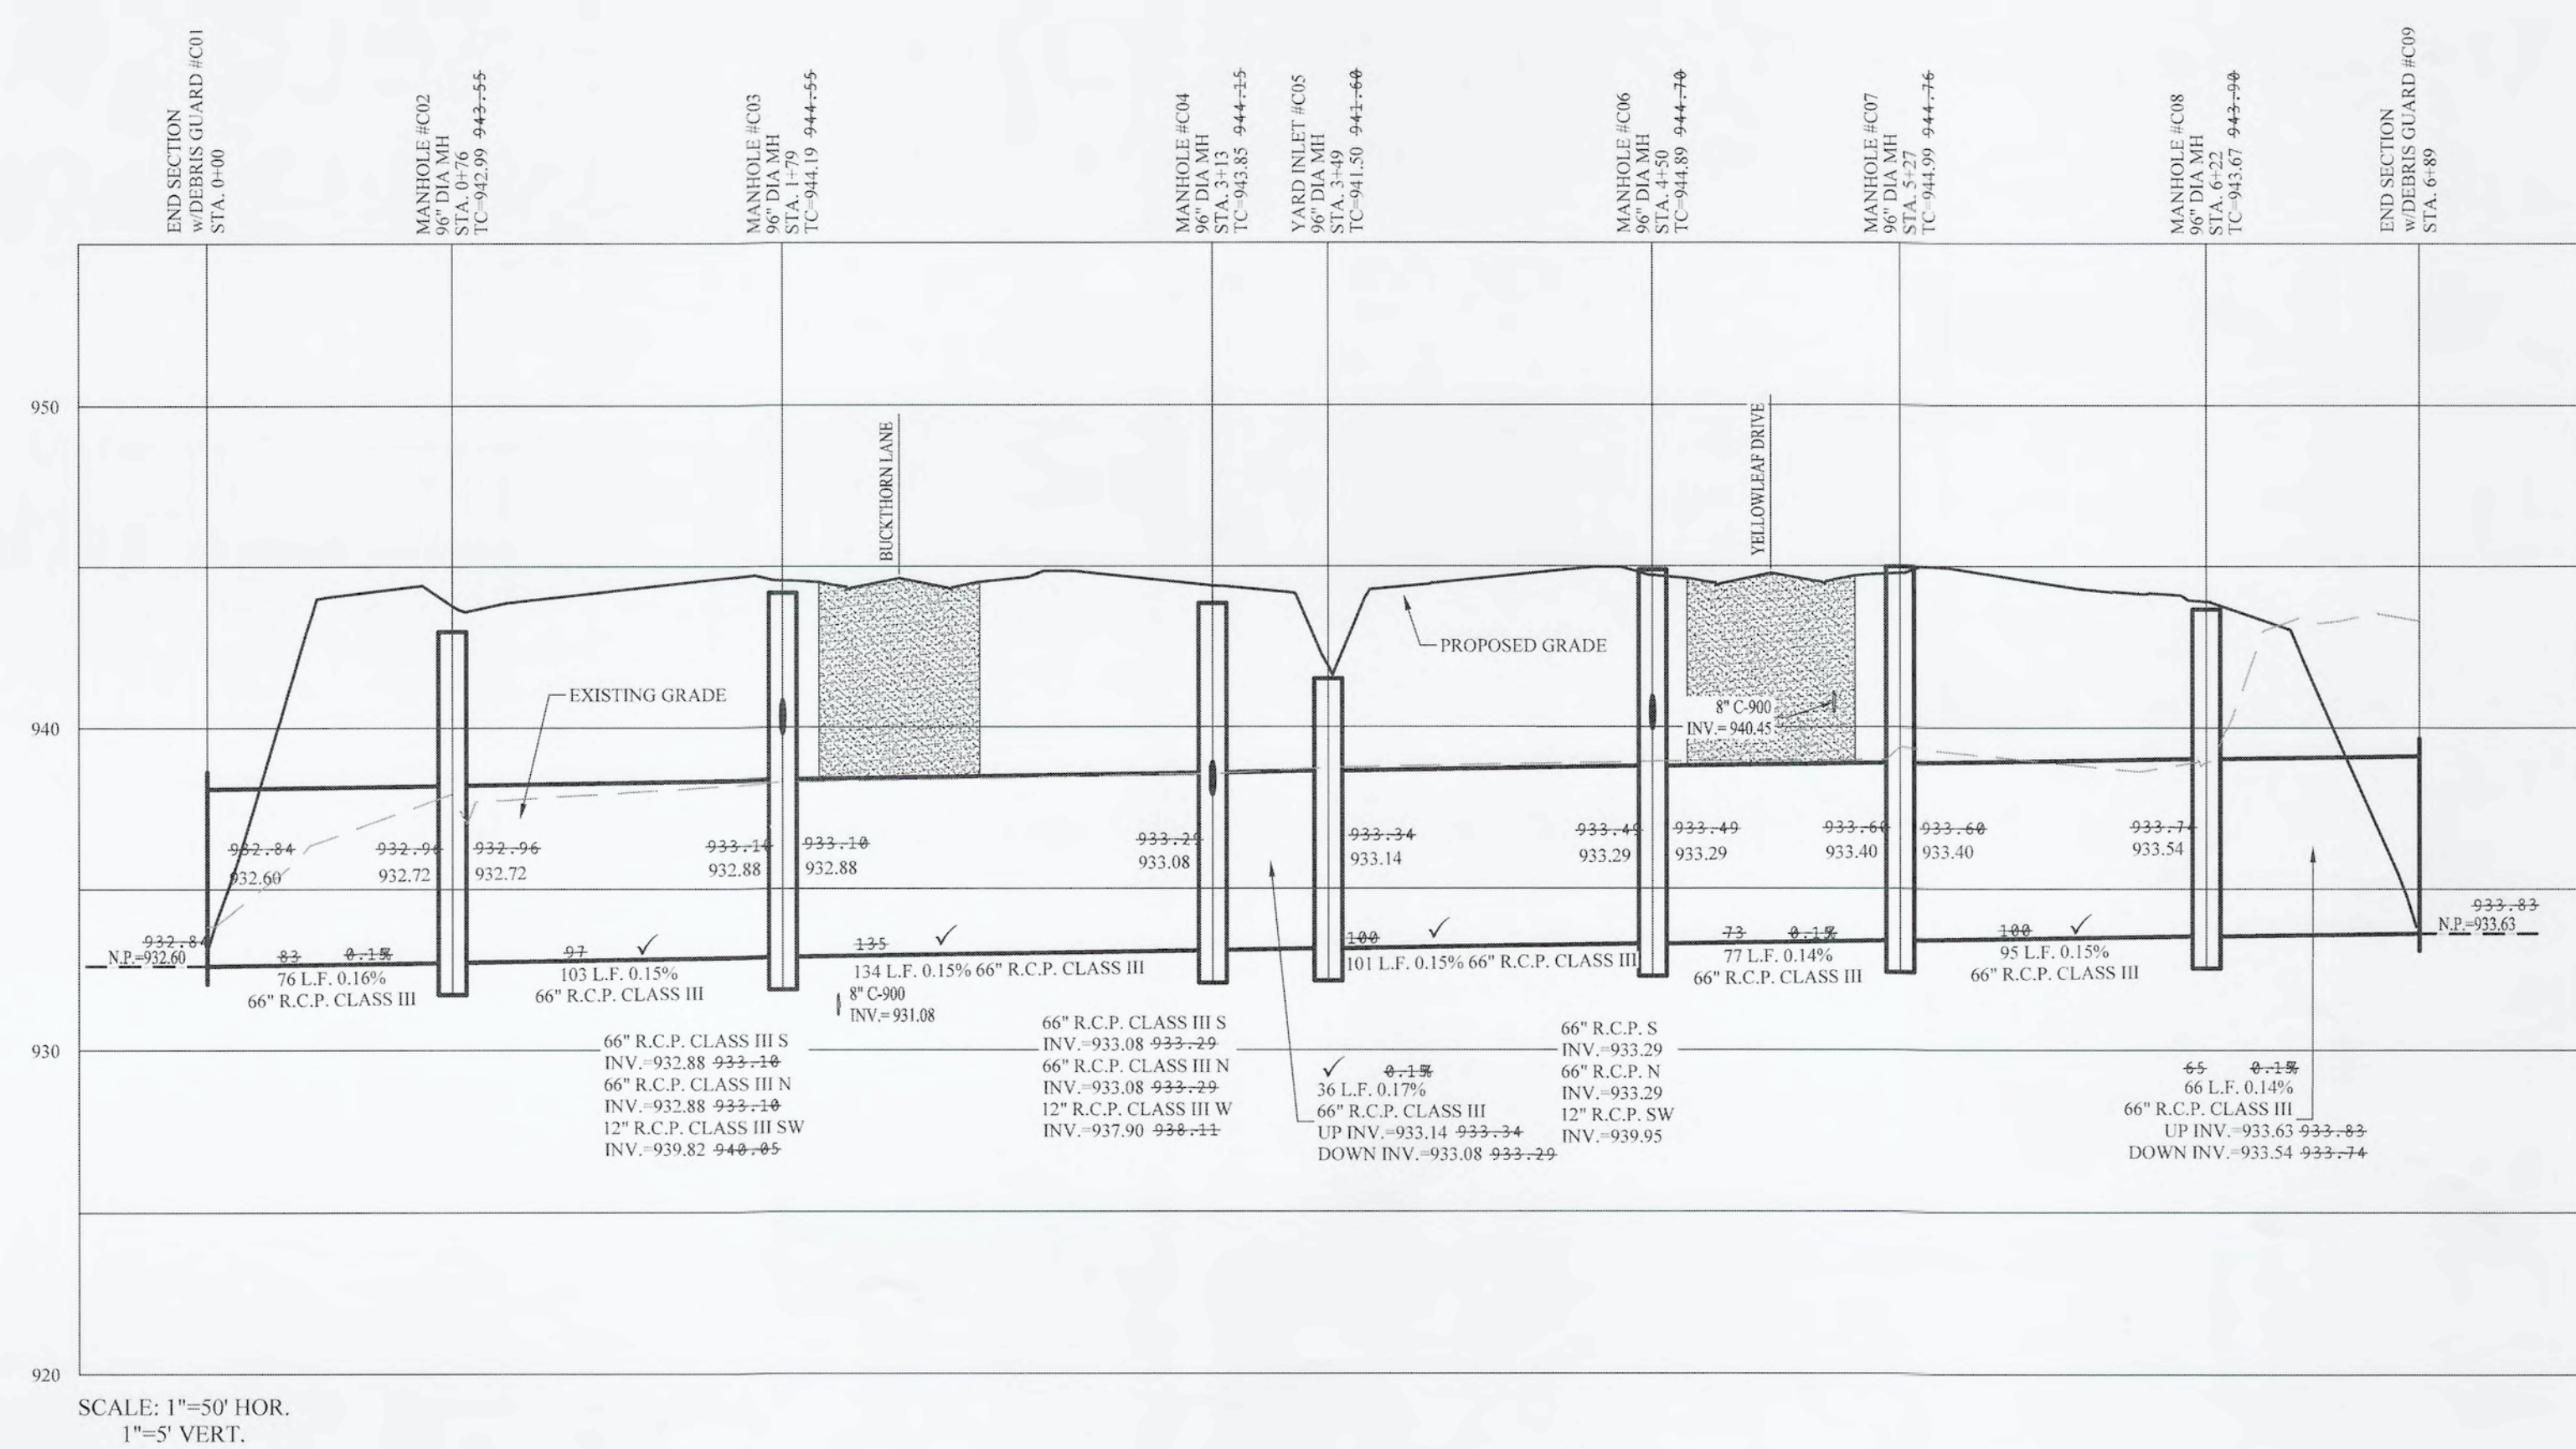 END SECTION
w/DEBRIS GUARD #C01
STA. 0+00
MANHOLE #C02
96" DIA MH
STA. 0+76
TC=942.99 943.55
MANHOLE #C03
96" DIA MH
STA. 1+79
TC=944.19 944.55
MANHOLE #C04
96" DIA MH
STA. 3+13
TC=943.85 944.15
YARD INLET #C05
96" DIA MH
STA. 3+49
TC=941.50 941.60
MANHOLE #C06
96" DIA MH
STA. 4+50
TC=944.89 944.70
MANHOLE #C07
96" DIA MH
STA. 5+27
TC=944.99 944.76
MANHOLE #C08
96" DIA MH
STA. 6+22
TC=943.67 943.90
END SECTION
w/DEBRIS GUARD #C09
STA. 6+89
950
BUCKTHORN LANE
YELLOWLEAF DRIVE
PROPOSED GRADE
EXISTING GRADE
8" C-900
INV.= 940.45
940
932.84
932.60
932.96
932.72
932.96
932.72
933.10
932.88
933.10
932.88
933.29
933.08
933.34
933.14
933.49
933.29
933.49
933.29
933.60
933.40
933.60
933.40
933.74
933.54
932.84
N.P.=932.60
933.83
N.P.=933.63
83 0.15%
76 L.F. 0.16%
66" R.C.P. CLASS III
97 ✓
103 L.F. 0.15%
66" R.C.P. CLASS III
135 ✓
134 L.F. 0.15% 66" R.C.P. CLASS III
8" C-900
INV.= 931.08
100 ✓
101 L.F. 0.15% 66" R.C.P. CLASS III
73 0.15%
77 L.F. 0.14%
66" R.C.P. CLASS III
100 ✓
95 L.F. 0.15%
66" R.C.P. CLASS III
930
66" R.C.P. CLASS III S
INV.=932.88 933.10
66" R.C.P. CLASS III N
INV.=932.88 933.10
12" R.C.P. CLASS III SW
INV.=939.82 940.05
66" R.C.P. CLASS III S
INV.=933.08 933.29
66" R.C.P. CLASS III N
INV.=933.08 933.29
12" R.C.P. CLASS III W
INV.=937.90 938.11
✓ 0.15%
36 L.F. 0.17%
66" R.C.P. CLASS III
UP INV.=933.14 933.34
DOWN INV.=933.08 933.29
66" R.C.P. S
INV.=933.29
66" R.C.P. N
INV.=933.29
12" R.C.P. SW
INV.=939.95
65 0.15%
66 L.F. 0.14%
66" R.C.P. CLASS III
UP INV.=933.63 933.83
DOWN INV.=933.54 933.74
920
SCALE: 1"=50' HOR.
1"=5' VERT.